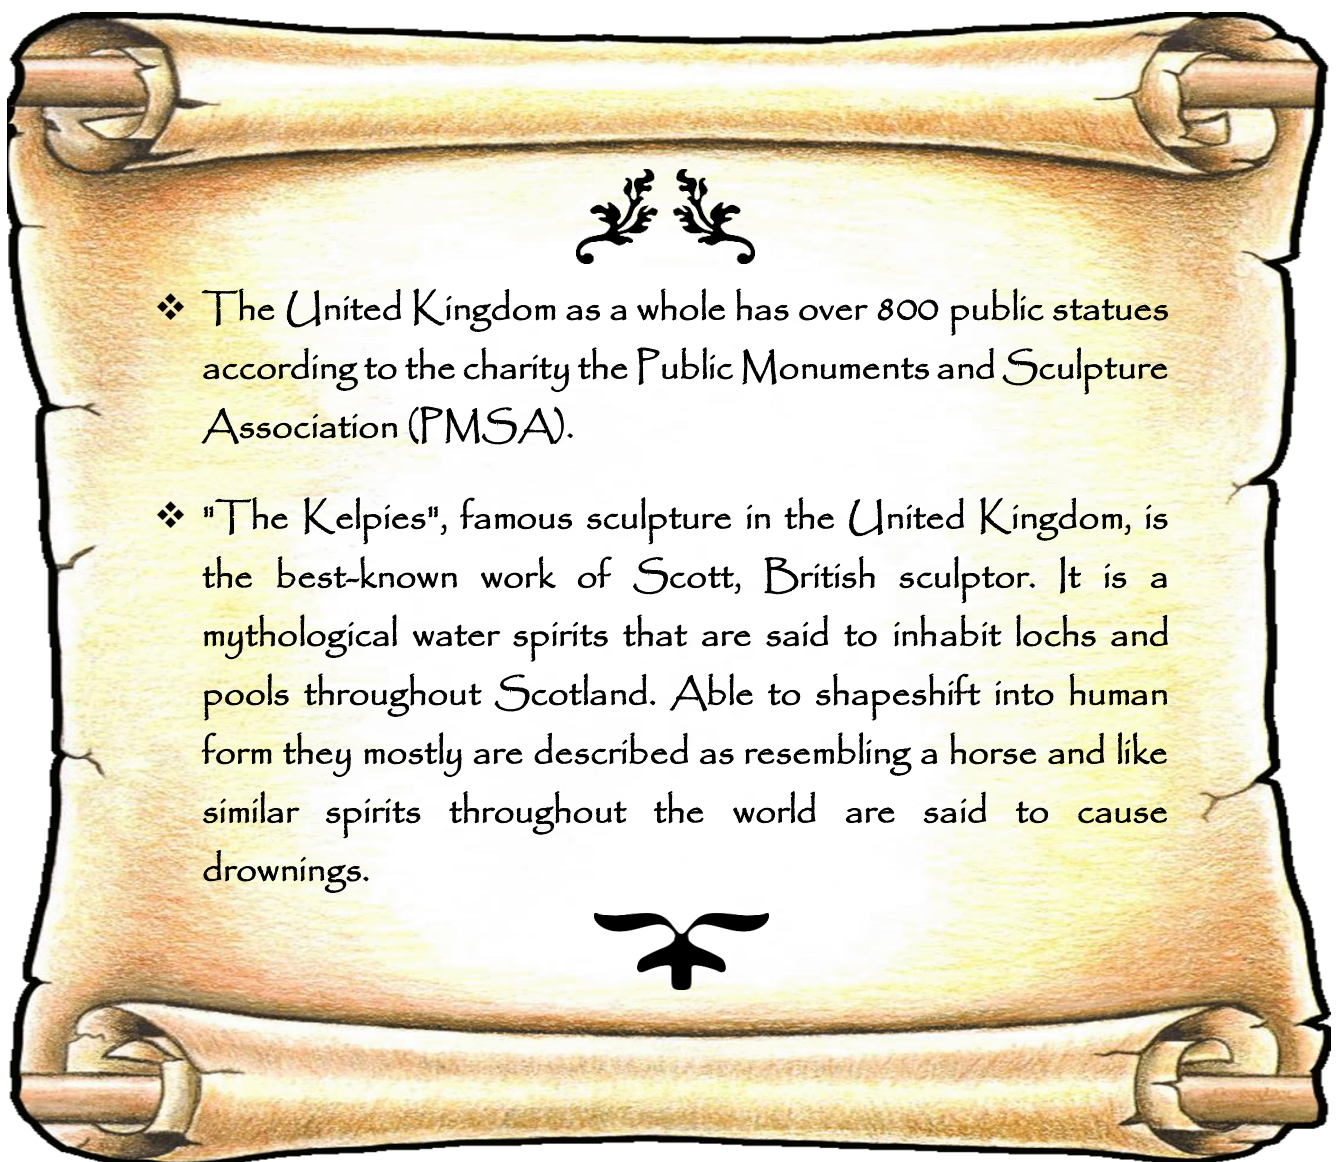 ❖ The United Kingdom as a whole has over 800 public statues
according to the charity the Public Monuments and Sculpture
Association (PMSA).
❖ "The Kelpies", famous sculpture in the United Kingdom, is
the best-known work of Scott, British sculptor. It is a
mythological water spirits that are said to inhabit lochs and
pools throughout Scotland. Able to shapeshift into human
form they mostly are described as resembling a horse and like
similar spirits throughout the world are said to cause
drownings.